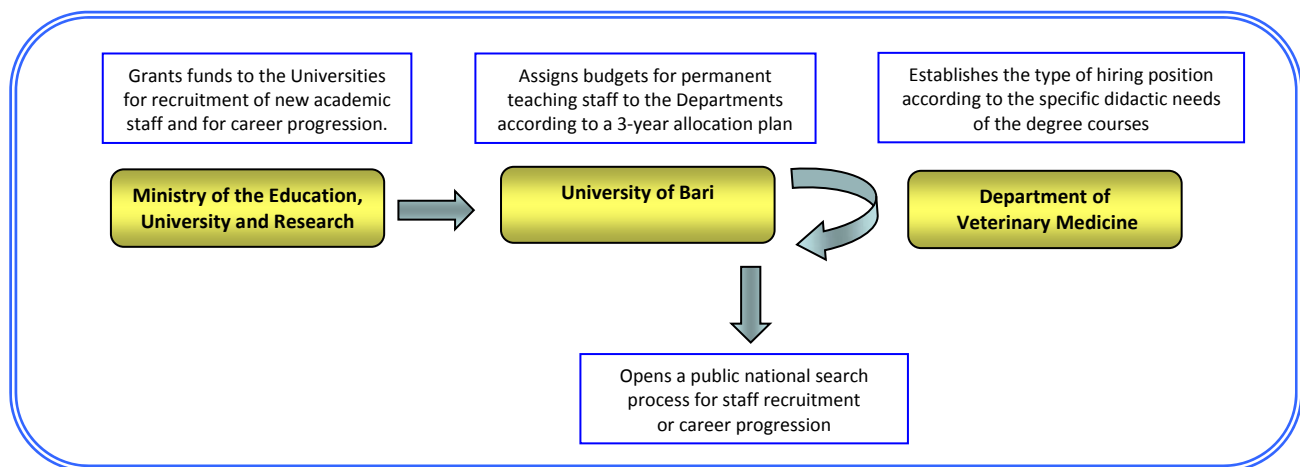 Grants funds to the Universities
for recruitment of new academic
staff and for career progression.
Assigns budgets for permanent
teaching staff to the Departments
according to a 3-year allocation plan
Establishes the type of hiring position
according to the specific didactic needs
of the degree courses
Ministry of the Education,
University and Research
University of Bari
Department of
Veterinary Medicine
Opens a public national search
process for staff recruitment
or career progression